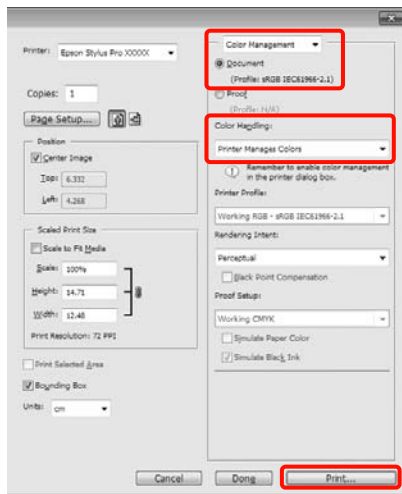 Printer: Epson Stylus Pro XXXXX
Copies: 1
Page Setup...
Position
Center Image
Top: 6.332
Left: 4.268
Scaled Print Size
Scale to Fit Media
Scale: 100%
Height: 14.71
Width: 12.48
Print Resolution: 72 PPI
Print Selected Area
Bounding Box
Units: cm
Color Management
Document
(Profile: sRGB IEC61966-2.1)
Proof
(Profile: N/A)
Color Handling:
Printer Manages Colors
Remember to enable color management
in the printer dialog box.
Printer Profile:
Working RGB - sRGB IEC61966-2.1
Rendering Intent:
Perceptual
Black Point Compensation
Proof Setup:
Working CMYK
Simulate Paper Color
Simulate Black Ink
Cancel
Done
Print...